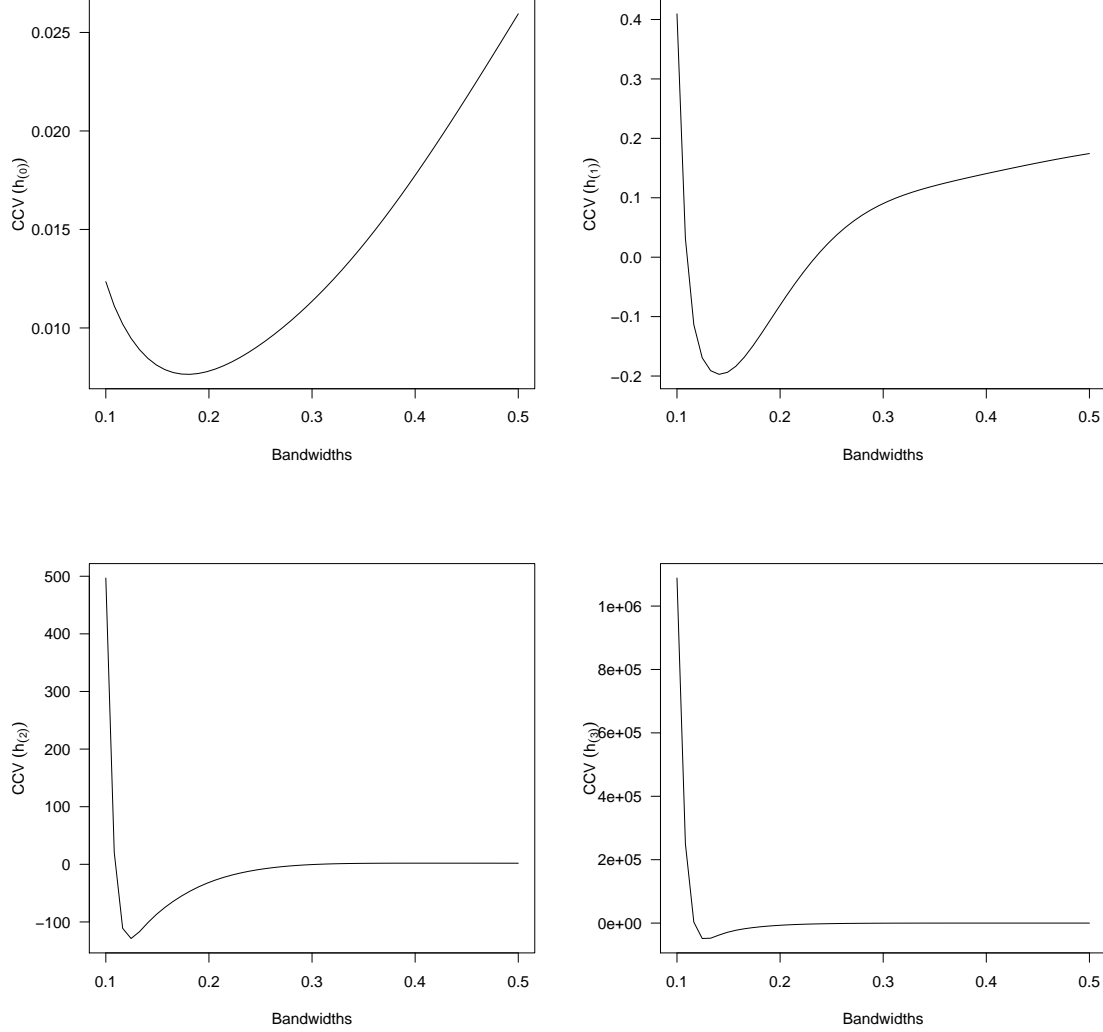 0.025
0.020
0.015
0.010
CCV (h(0))
0.1 0.2 0.3 0.4 0.5
Bandwidths
0.4
0.3
0.2
0.1
0.0
−0.1
−0.2
CCV (h(1))
0.1 0.2 0.3 0.4 0.5
Bandwidths
500
400
300
200
100
0
−100
CCV (h(2))
0.1 0.2 0.3 0.4 0.5
Bandwidths
1e+06
8e+05
6e+05
4e+05
2e+05
0e+00
CCV (h(3))
0.1 0.2 0.3 0.4 0.5
Bandwidths